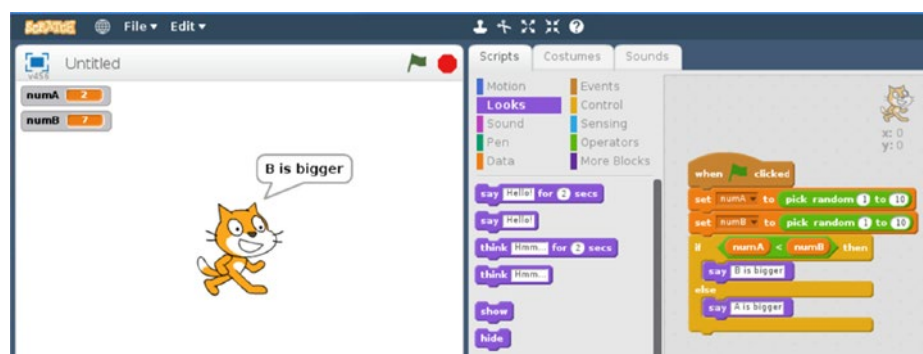 SCRATCH File▼ Edit▼
Untitled
v455
numA 2
numB 7
B is bigger
Scripts Costumes Sounds
Motion Events
Looks Control
Sound Sensing
Pen Operators
Data More Blocks
say Hello! for 2 secs
say Hello!
think Hmm... for 2 secs
think Hmm...
show
hide
x: 0
y: 0
when clicked
set numA to pick random 1 to 10
set numB to pick random 1 to 10
if numA < numB then
say B is bigger
else
say A is bigger